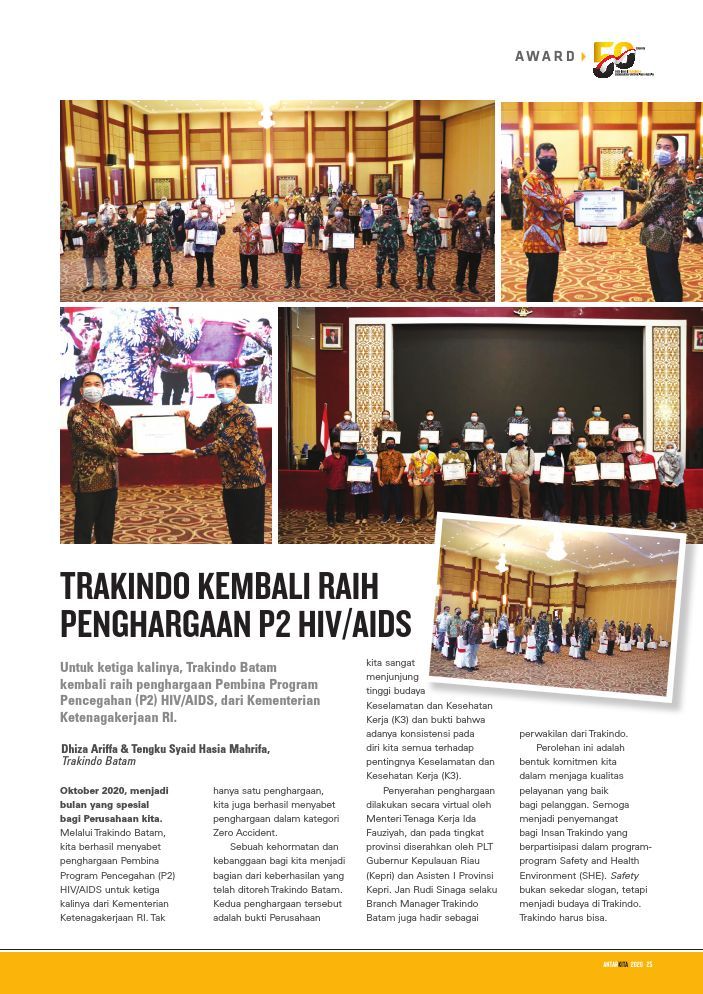 AWARD
50
TRAKINDO KEMBALI RAIH
PENGHARGAAN P2 HIV/AIDS
Untuk ketiga kalinya, Trakindo Batam
kembali raih penghargaan Pembina Program
Pencegahan (P2) HIV/AIDS, dari Kementerian
Ketenagakerjaan RI.
Dhiza Ariffa & Tengku Syaid Hasia Mahrifa,
Trakindo Batam
Oktober 2020, menjadi
bulan yang spesial
bagi Perusahaan kita.
Melalui Trakindo Batam,
kita berhasil menyabet
penghargaan Pembina
Program Pencegahan (P2)
HIV/AIDS untuk ketiga
kalinya dari Kementerian
Ketenagakerjaan RI. Tak
hanya satu penghargaan,
kita juga berhasil menyabet
penghargaan dalam kategori
Zero Accident.
Sebuah kehormatan dan
kebanggaan bagi kita menjadi
bagian dari keberhasilan yang
telah ditoreh Trakindo Batam.
Kedua penghargaan tersebut
adalah bukti Perusahaan
kita sangat
menjunjung
tinggi budaya
Keselamatan dan Kesehatan
Kerja (K3) dan bukti bahwa
adanya konsistensi pada
diri kita semua terhadap
pentingnya Keselamatan dan
Kesehatan Kerja (K3).
Penyerahan penghargaan
dilakukan secara virtual oleh
Menteri Tenaga Kerja Ida
Fauziyah, dan pada tingkat
provinsi diserahkan oleh PLT
Gubernur Kepulauan Riau
(Kepri) dan Asisten I Provinsi
Kepri. Jan Rudi Sinaga selaku
Branch Manager Trakindo
Batam juga hadir sebagai
perwakilan dari Trakindo.
Perolehan ini adalah
bentuk komitmen kita
dalam menjaga kualitas
pelayanan yang baik
bagi pelanggan. Semoga
menjadi penyemangat
bagi Insan Trakindo yang
berpartisipasi dalam program-
program Safety and Health
Environment (SHE). Safety
bukan sekedar slogan, tetapi
menjadi budaya di Trakindo.
Trakindo harus bisa.
ANTARKITA 2020 25